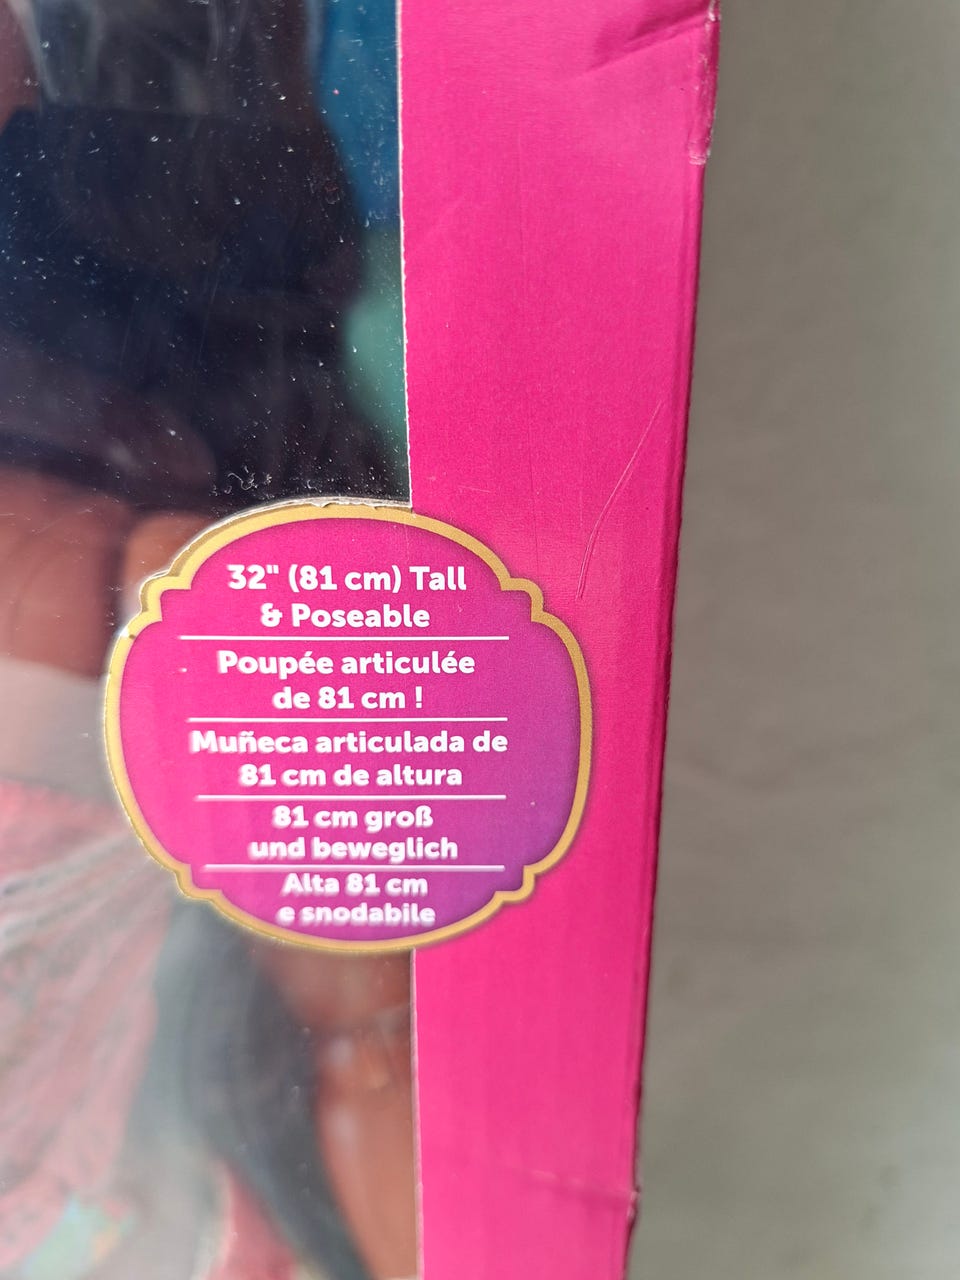 32" (81 cm) Tall
& Poseable
Poupée articulée
de 81 cm !
Muñeca articulada de
81 cm de altura
81 cm groß
und beweglich
Alta 81 cm
e snodabile